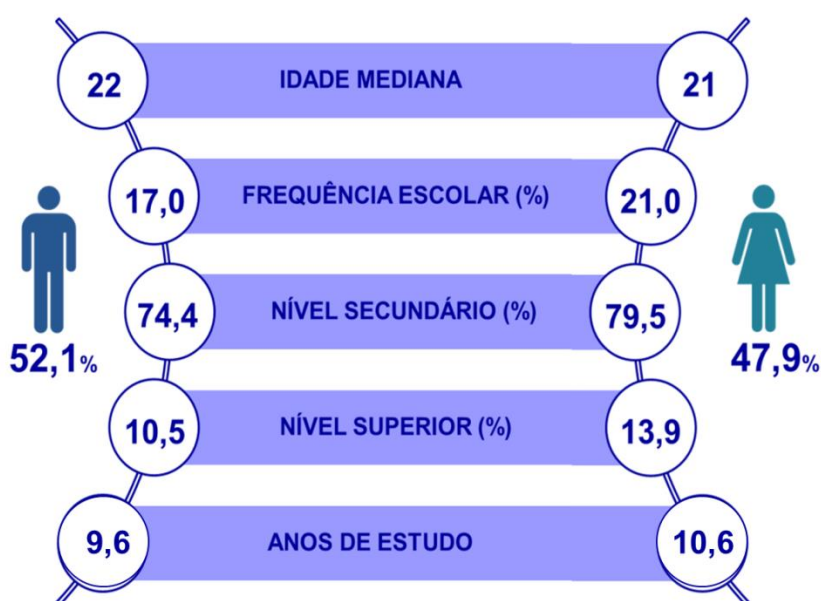 22 IDADE MEDIANA 21
17,0 FREQUÊNCIA ESCOLAR (%) 21,0
74,4 NÍVEL SECUNDÁRIO (%) 79,5
52,1% 47,9%
10,5 NÍVEL SUPERIOR (%) 13,9
9,6 ANOS DE ESTUDO 10,6